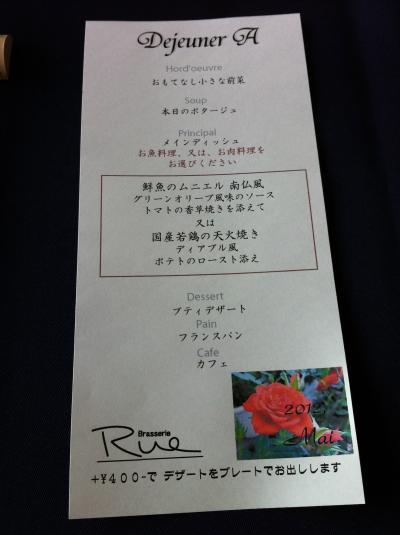 Dejeuner A
Hord'oeuvre
おもてなし小さな前菜
Soup
本日のポタージュ
Principal
メインディッシュ
お魚料理、又は、お肉料理を
お選びください
鮮魚のムニエル 南仏風
グリーンオリーブ風味のソース
トマトの香草焼きを添えて
又は
国産若鶏の天火焼き
ディアブル風
ポテトのロースト添え
Dessert
プティデザート
Pain
フランスパン
Cafe
カフェ
2012
Mai
Brasserie
Rue
+¥400-で デザートをプレートでお出しします